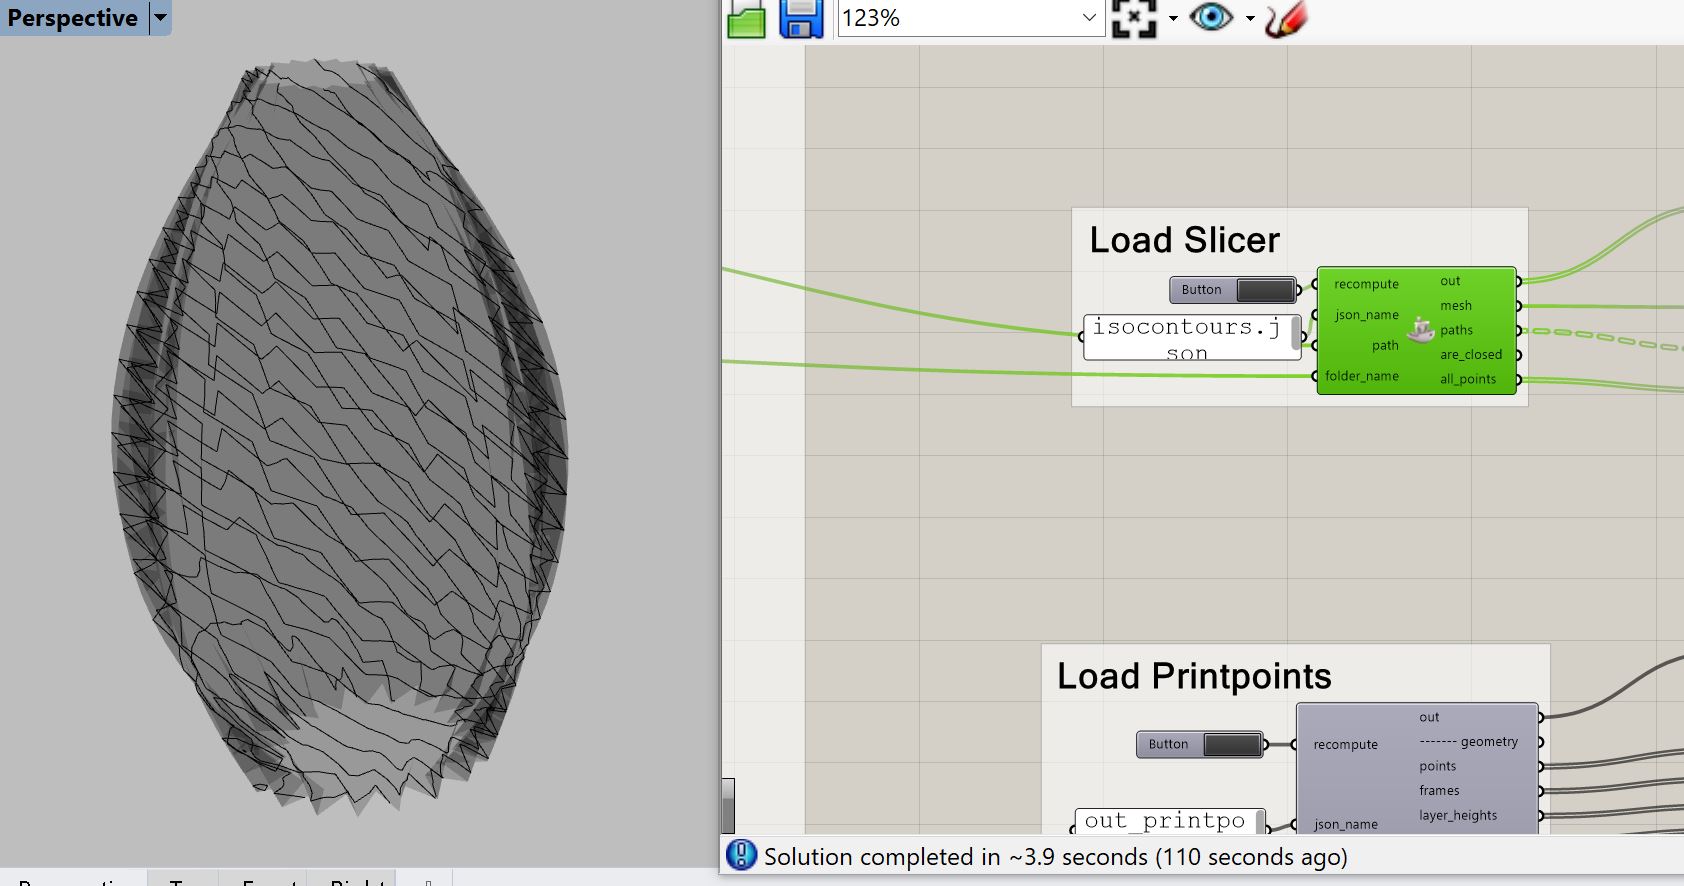 Perspective
123%
Load Slicer
Button
recompute
json_name
path
folder_name
out
mesh
paths
are_closed
all_points
isocontours.j
son
Load Printpoints
Button
recompute
json_name
out
------- geometry
points
frames
layer_heights
out_printpo
Solution completed in ~3.9 seconds (110 seconds ago)